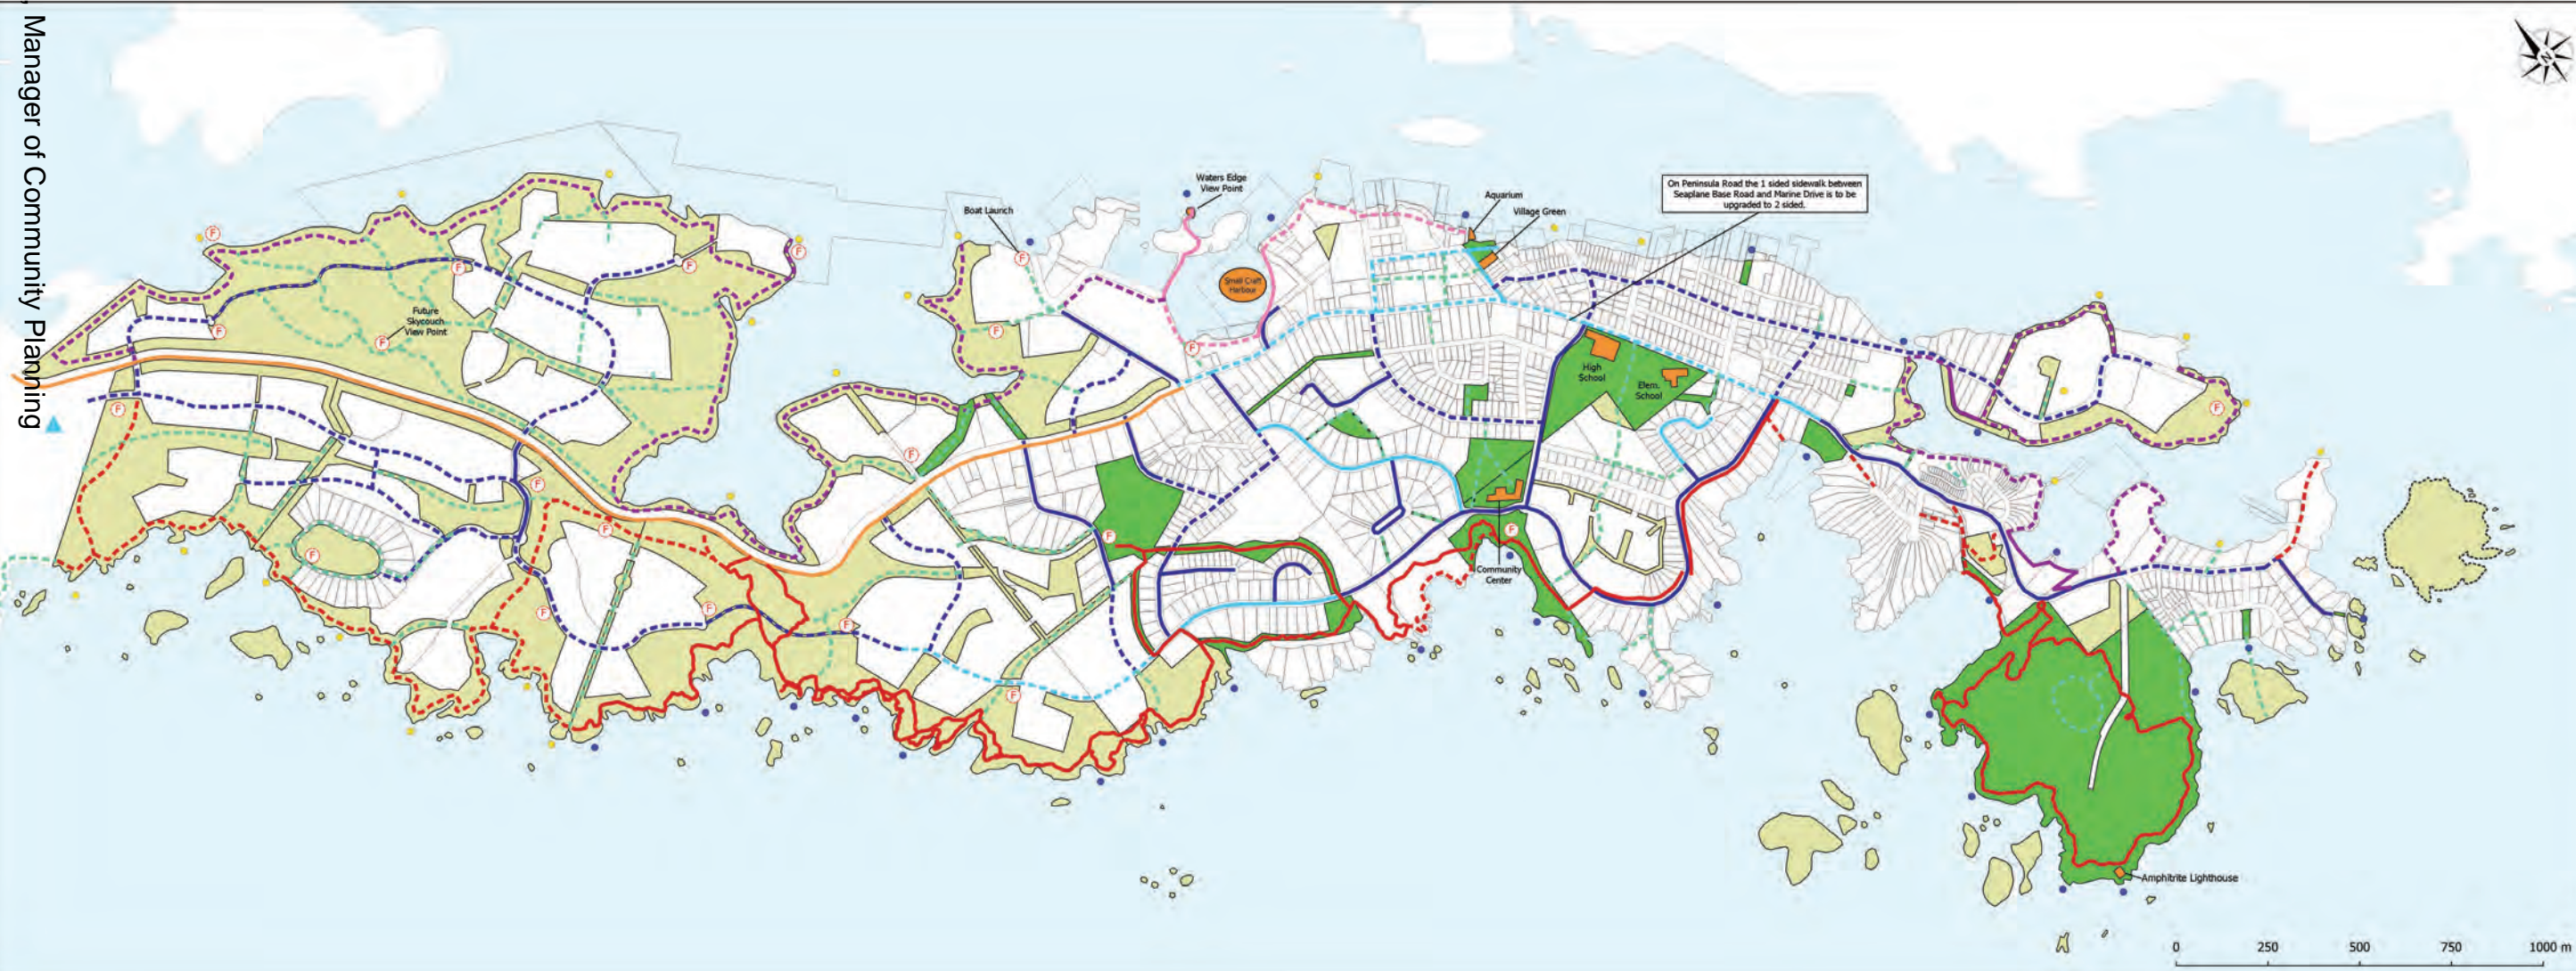 , Manager of Community Planning
N
Waters Edge
View Point
Boat Launch
Aquarium
Village Green
On Peninsula Road the 1 sided sidewalk between
Seaplane Base Road and Marine Drive is to be
upgraded to 2 sided.
Small Craft
Harbour
F
F
F
F
F
F
F
Future
Skycouch
View Point
F
F
F
F
High
School
Elem.
School
F
F
F
F
F
F
F
F
Community
Center
F
F
F
F
Amphitrite Lighthouse
0 250 500 750 1000 m